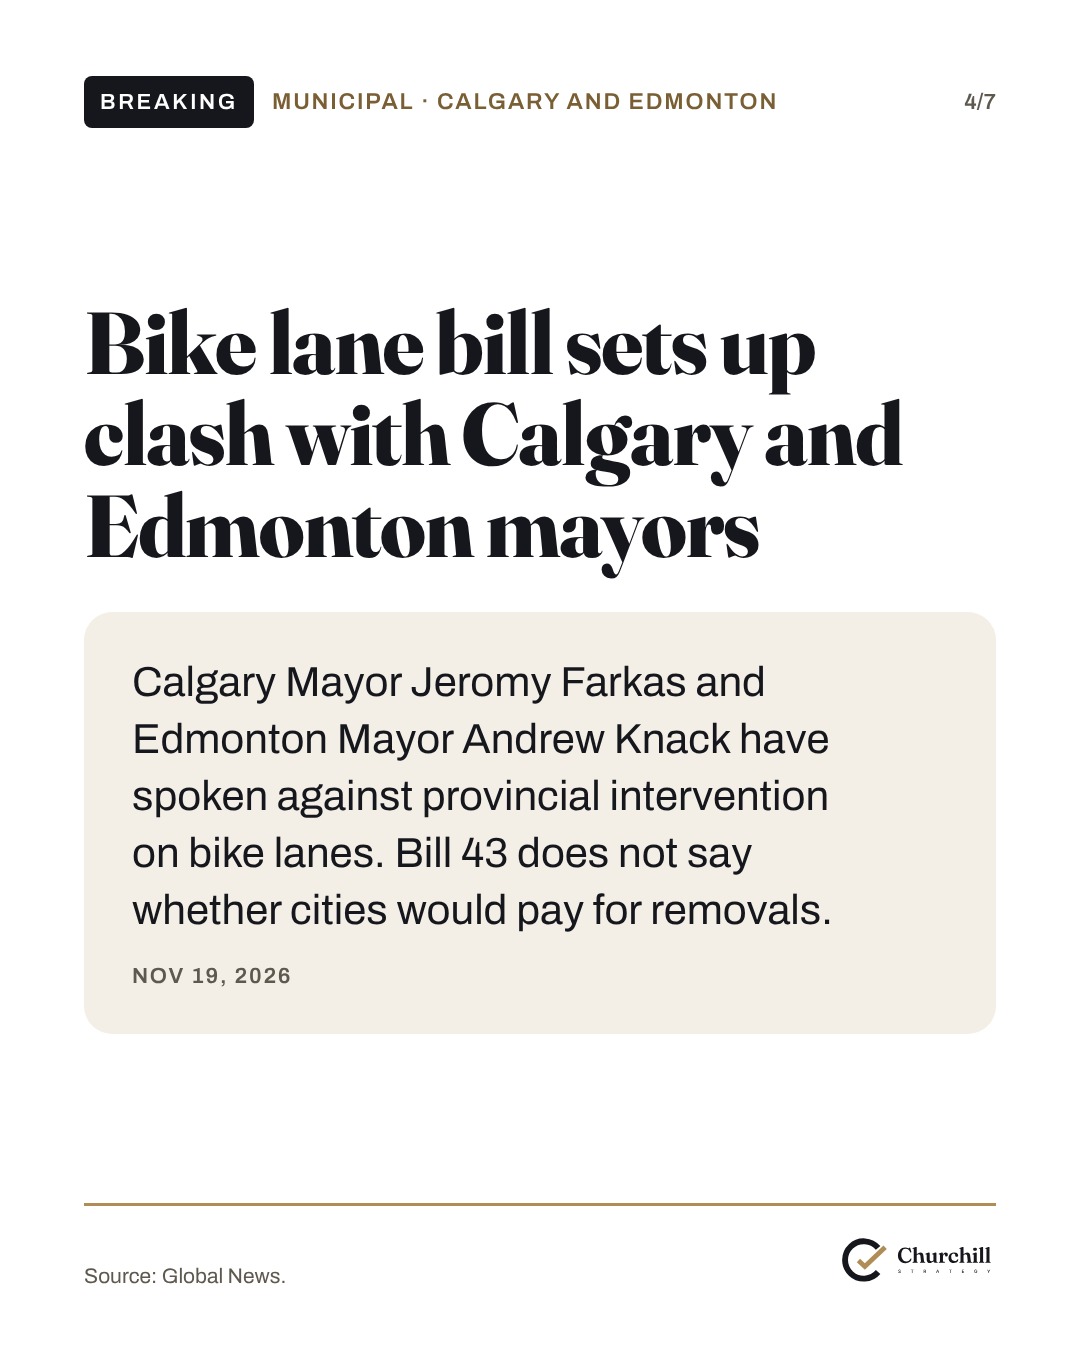 BREAKING
MUNICIPAL · CALGARY AND EDMONTON
4/7
Bike lane bill sets up
clash with Calgary and
Edmonton mayors
Calgary Mayor Jeromy Farkas and
Edmonton Mayor Andrew Knack have
spoken against provincial intervention
on bike lanes. Bill 43 does not say
whether cities would pay for removals.
NOV 19, 2026
Source: Global News.
Churchill
STRATEGY